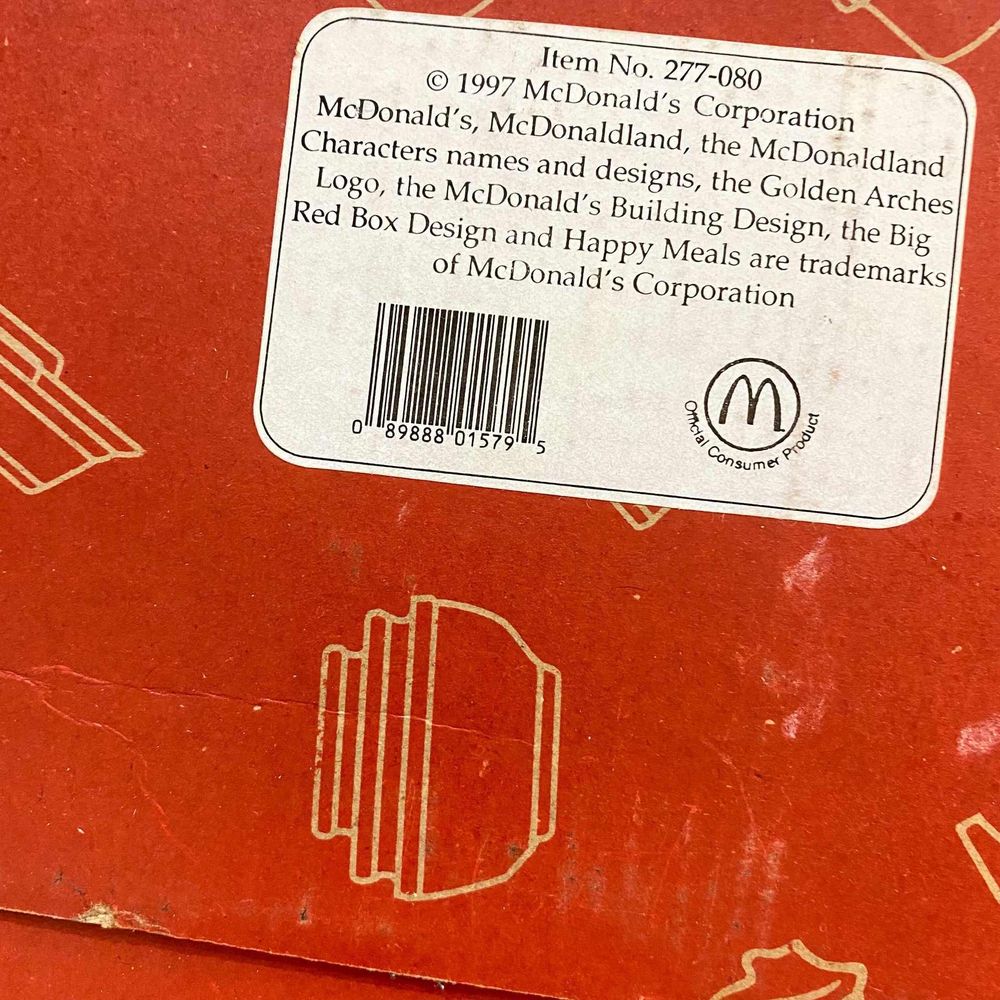 Item No. 277-080
© 1997 McDonald's Corporation
McDonald's, McDonaldland, the McDonaldland
Characters names and designs, the Golden Arches
Logo, the McDonald's Building Design, the Big
Red Box Design and Happy Meals are trademarks
of McDonald's Corporation
0 89888 01579 5
M
Official Consumer Product